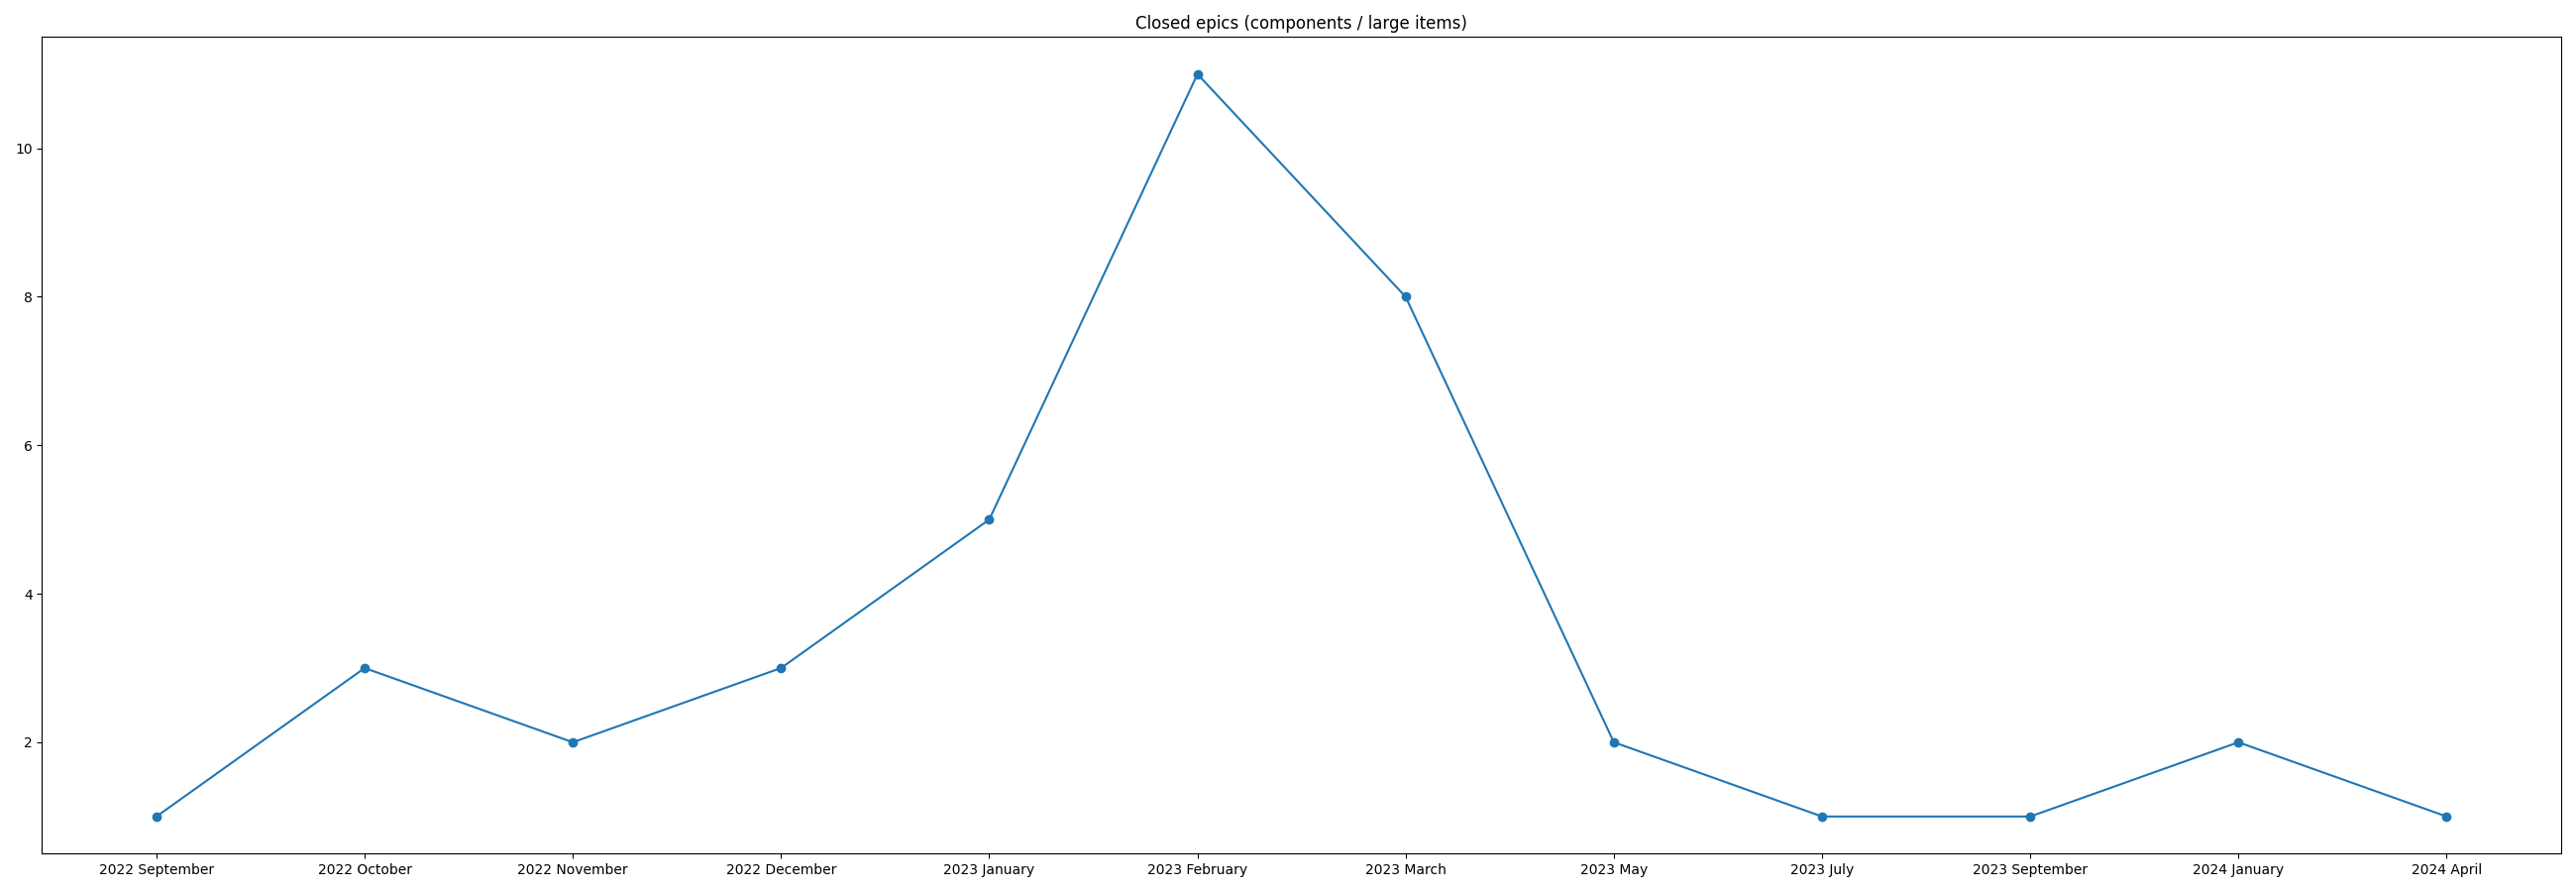 Closed epics (components / large items)
10
8
6
4
2
2022 September 2022 October 2022 November 2022 December 2023 January 2023 February 2023 March 2023 May 2023 July 2023 September 2024 January 2024 April